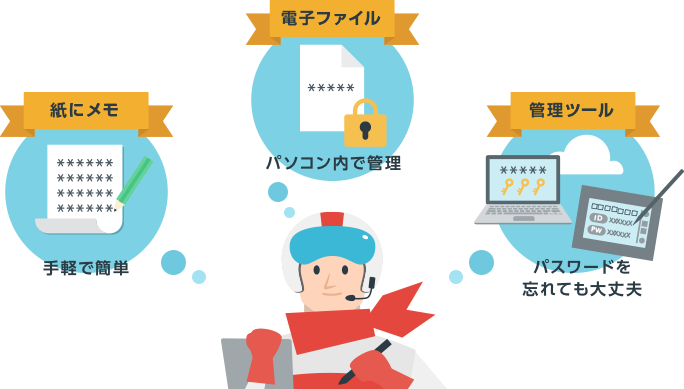 電子ファイル
*****
パソコン内で管理
紙にメモ
******
******
******
******
手軽で簡単
管理ツール
*****
□□□□□□□
ID XXXXXX
PW XXXXXX
パスワードを
忘れても大丈夫